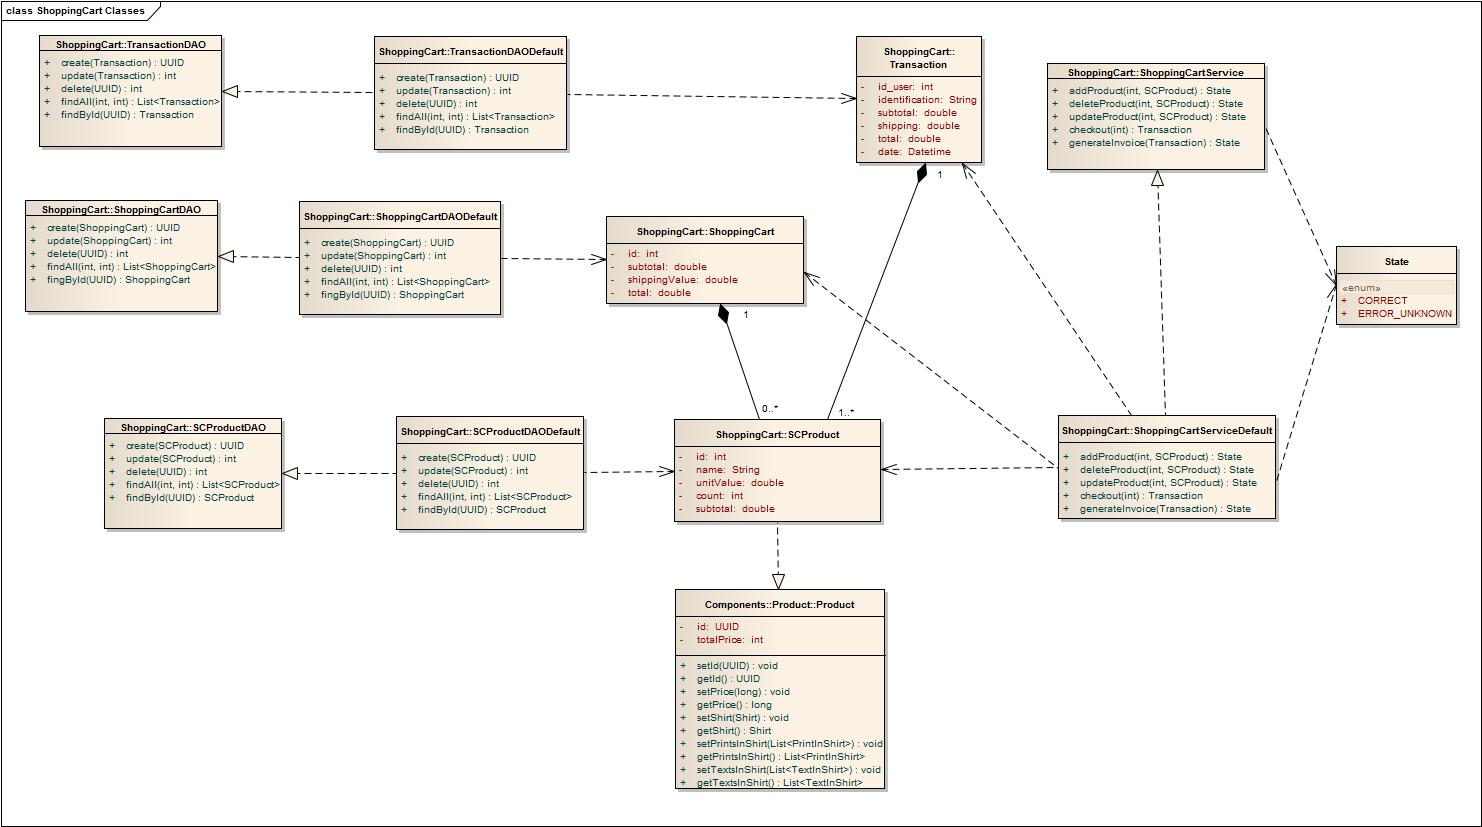 class ShoppingCart Classes
ShoppingCart::TransactionDAO
+ create(Transaction) : UUID
+ update(Transaction) : int
+ delete(UUID) : int
+ findAll(int, int) : List<Transaction>
+ findById(UUID) : Transaction
ShoppingCart::TransactionDAODefault
+ create(Transaction) : UUID
+ update(Transaction) : int
+ delete(UUID) : int
+ findAll(int, int) : List<Transaction>
+ findById(UUID) : Transaction
ShoppingCart::
Transaction
- id_user: int
- identification: String
- subtotal: double
- shipping: double
- total: double
- date: Datetime
1
ShoppingCart::ShoppingCartService
+ addProduct(int, SCProduct) : State
+ deleteProduct(int, SCProduct) : State
+ updateProduct(int, SCProduct) : State
+ checkout(int) : Transaction
+ generateInvoice(Transaction) : State
ShoppingCart::ShoppingCartDAO
+ create(ShoppingCart) : UUID
+ update(ShoppingCart) : int
+ delete(UUID) : int
+ findAll(int, int) : List<ShoppingCart>
+ fingById(UUID) : ShoppingCart
ShoppingCart::ShoppingCartDAODefault
+ create(ShoppingCart) : UUID
+ update(ShoppingCart) : int
+ delete(UUID) : int
+ findAll(int, int) : List<ShoppingCart>
+ fingById(UUID) : ShoppingCart
ShoppingCart::ShoppingCart
- id: int
- subtotal: double
- shippingValue: double
- total: double
1
State
«enum»
+ CORRECT
+ ERROR_UNKNOWN
0..*
1..*
ShoppingCart::SCProductDAO
+ create(SCProduct) : UUID
+ update(SCProduct) : int
+ delete(UUID) : int
+ findAll(int, int) : List<SCProduct>
+ findById(UUID) : SCProduct
ShoppingCart::SCProductDAODefault
+ create(SCProduct) : UUID
+ update(SCProduct) : int
+ delete(UUID) : int
+ findAll(int, int) : List<SCProduct>
+ findById(UUID) : SCProduct
ShoppingCart::SCProduct
- id: int
- name: String
- unitValue: double
- count: int
- subtotal: double
ShoppingCart::ShoppingCartServiceDefault
+ addProduct(int, SCProduct) : State
+ deleteProduct(int, SCProduct) : State
+ updateProduct(int, SCProduct) : State
+ checkout(int) : Transaction
+ generateInvoice(Transaction) : State
Components::Product::Product
- id: UUID
- totalPrice: int
+ setId(UUID) : void
+ getId() : UUID
+ setPrice(long) : void
+ getPrice() : long
+ setShirt(Shirt) : void
+ getShirt() : Shirt
+ setPrintsInShirt(List<PrintInShirt>) : void
+ getPrintsInShirt() : List<PrintInShirt>
+ setTextsInShirt(List<TextInShirt>) : void
+ getTextsInShirt() : List<TextInShirt>